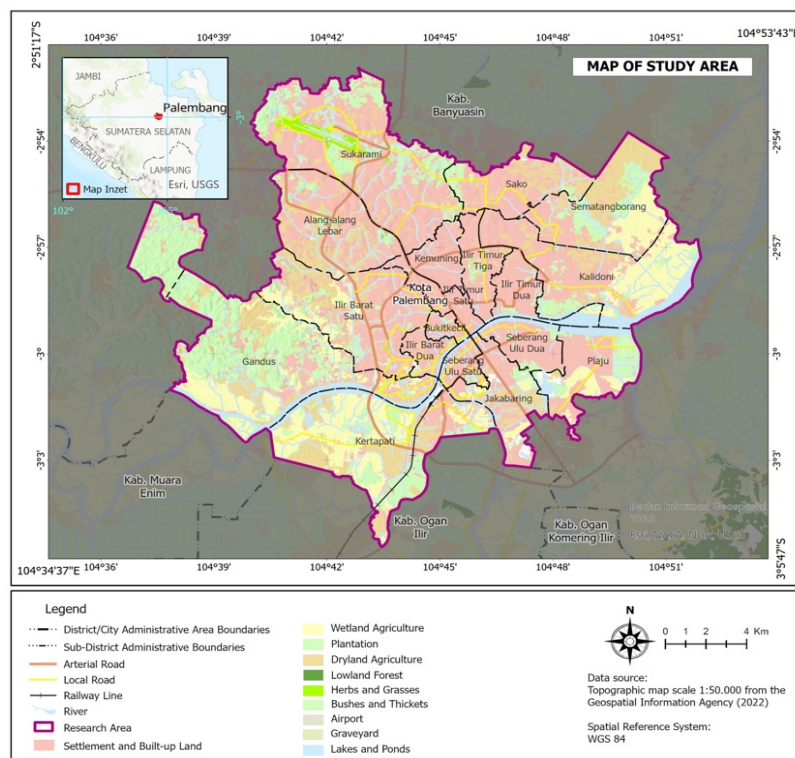 104°36'E
104°39'E
104°42'E
104°45'E
104°48'E
104°51'E
104°53'43"E
2°51'17"S
MAP OF STUDY AREA
JAMBI
Palembang
-3°
SUMATERA SELATAN
BENGKULU
LAMPUNG
Esri, USGS
Map Inzet
102°
105°
Kab.
Banyuasin
-2°54'
-2°54'
Sukarami
Sako
Sematangborang
Alang-alang
Lebar
-2°57'
-2°57'
Kemuning
Ilir Timur
Tiga
Kalidoni
Kota
Palembang
Ilir Timur
Satu
Ilir Timur
Dua
Ilir Barat
Satu
Bukitkecil
Ilir Barat
Dua
Seberang
Ulu Dua
-3°
-3°
Gandus
Seberang
Ulu Satu
Plaju
Jakabaring
Kertapati
-3°3'
-3°3'
Kab. Muara
Enim
Kab. Ogan
Ilir
Kab. Ogan
Komering Ilir
Badan Informasi Geospasial
Esri, NASA, NGA, USGS
104°34'37"E
104°36'E
104°39'E
104°42'E
104°45'E
104°48'E
104°51'E
3°5'47"S
Legend
District/City Administrative Area Boundaries
Sub-District Administrative Boundaries
Arterial Road
Local Road
Railway Line
River
Research Area
Settlement and Built-up Land
Wetland Agriculture
Plantation
Dryland Agriculture
Lowland Forest
Herbs and Grasses
Bushes and Thickets
Airport
Graveyard
Lakes and Ponds
N
0 1 2 4 Km
Data source:
Topographic map scale 1:50.000 from the
Geospatial Information Agency (2022)
Spatial Reference System:
WGS 84